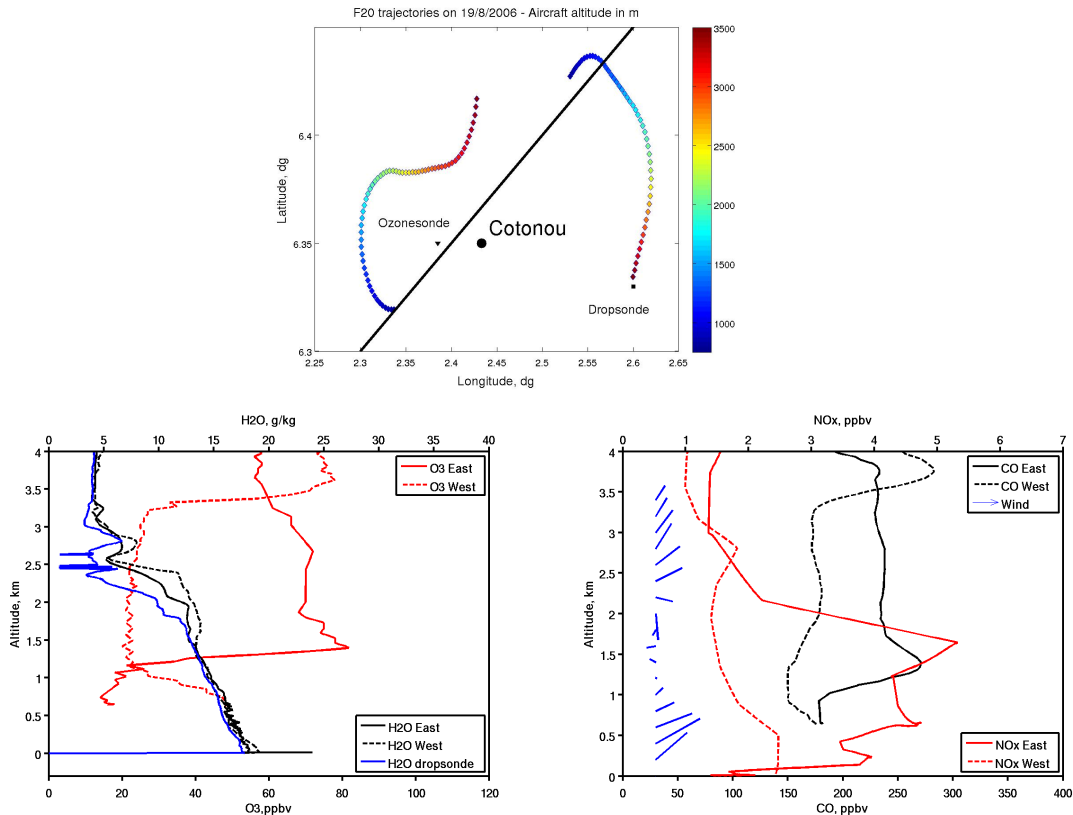 F20 trajectories on 19/8/2006 - Aircraft altitude in m
6.4
6.35
6.3
Latitude, dg
2.25 2.3 2.35 2.4 2.45 2.5 2.55 2.6 2.65
Longitude, dg
Ozonesonde
Cotonou
Dropsonde
3500
3000
2500
2000
1500
1000
H2O, g/kg
0 5 10 15 20 25 30 35 40
O3 East
O3 West
4
3.5
3
2.5
2
1.5
1
0.5
0
Altitude, km
H2O East
H2O West
H2O dropsonde
0 20 40 60 80 100 120
O3,ppbv
NOx, ppbv
0 1 2 3 4 5 6 7
CO East
CO West
Wind
4
3.5
3
2.5
2
1.5
1
0.5
0
Altitude, km
NOx East
NOx West
0 50 100 150 200 250 300 350 400
CO, ppbv